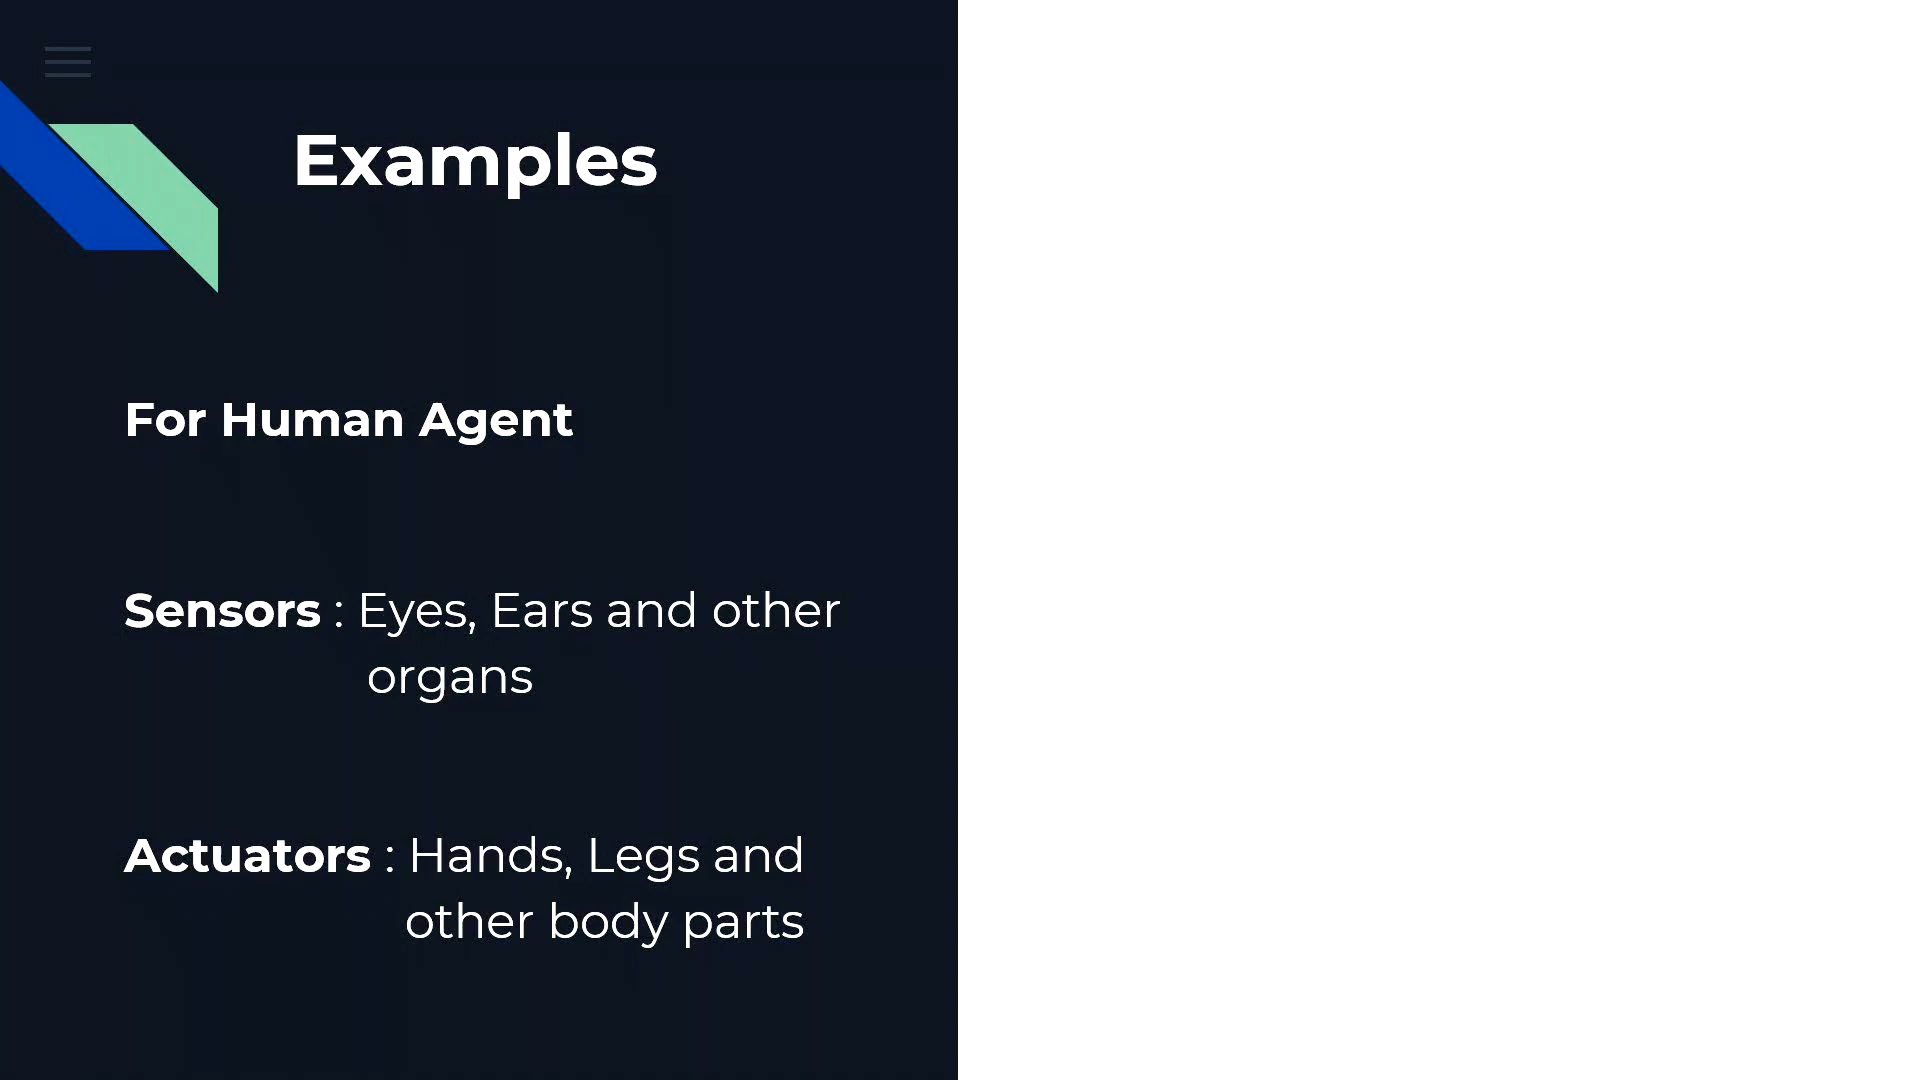 Examples
For Human Agent
Sensors : Eyes, Ears and other
organs
Actuators : Hands, Legs and
other body parts